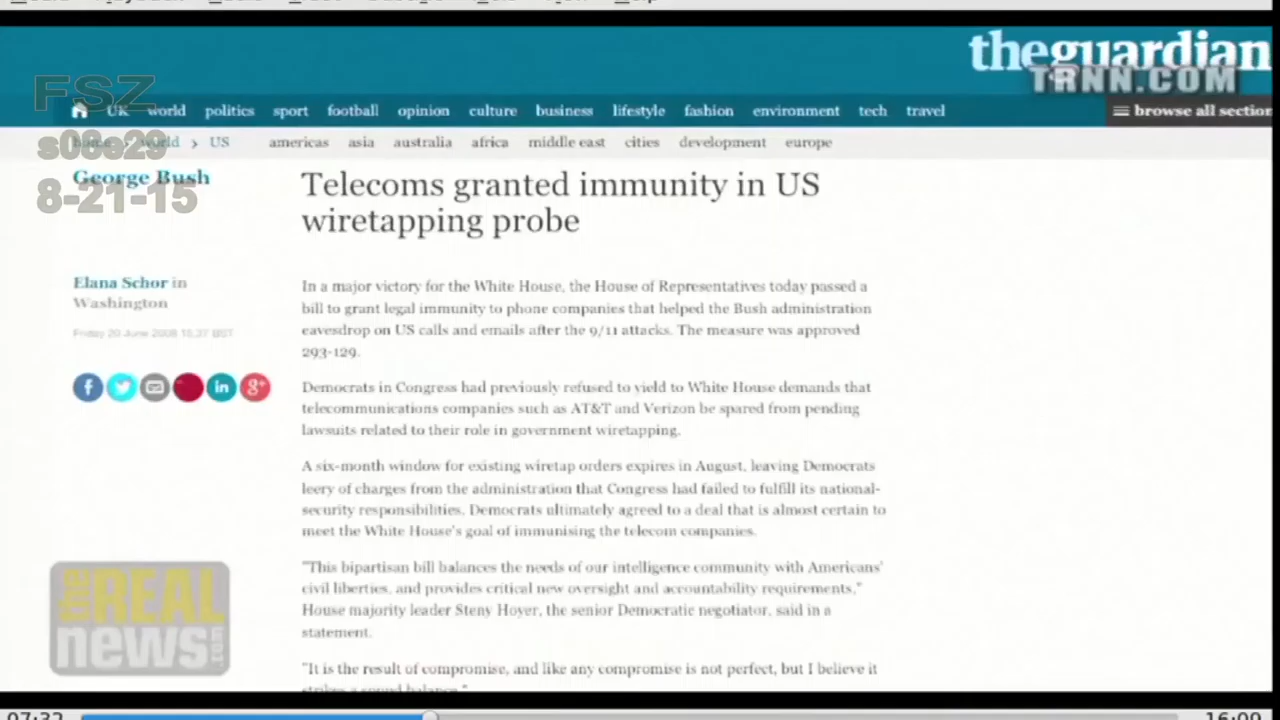 theguardian
TRNN.COM
FSZ
UK world politics sport football opinion culture business lifestyle fashion environment tech travel ≡ browse all section
s08e29
home › world › US americas asia australia africa middle east cities development europe
8-21-15
George Bush
Telecoms granted immunity in US
wiretapping probe
Elana Schor in
Washington
Friday 20 June 2008 18.37 BST
In a major victory for the White House, the House of Representatives today passed a
bill to grant legal immunity to phone companies that helped the Bush administration
eavesdrop on US calls and emails after the 9/11 attacks. The measure was approved
293-129.
Democrats in Congress had previously refused to yield to White House demands that
telecommunications companies such as AT&T and Verizon be spared from pending
lawsuits related to their role in government wiretapping.
A six-month window for existing wiretap orders expires in August, leaving Democrats
leery of charges from the administration that Congress had failed to fulfill its national-
security responsibilities. Democrats ultimately agreed to a deal that is almost certain to
meet the White House's goal of immunising the telecom companies.
"This bipartisan bill balances the needs of our intelligence community with Americans'
civil liberties, and provides critical new oversight and accountability requirements,"
House majority leader Steny Hoyer, the senior Democratic negotiator, said in a
statement.
"It is the result of compromise, and like any compromise is not perfect, but I believe it
strikes a sound balance."
the REAL
news.com
07:32 16:00